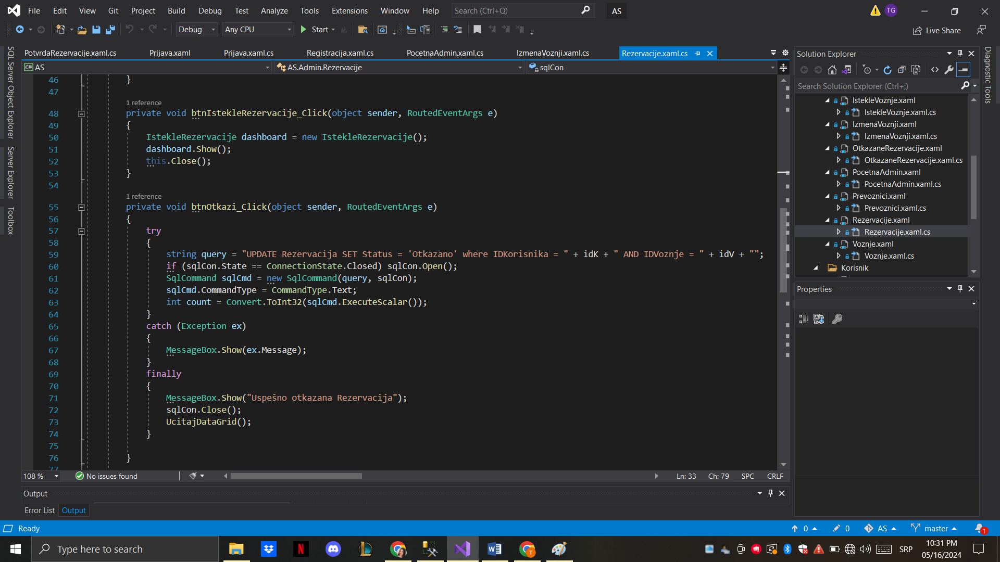 File Edit View Git Project Build Debug Test Analyze Tools Extensions Window Help Search (Ctrl+Q) AS TG
Debug Any CPU Start Live Share
PotvrdaRezervacije.xaml.cs Prijava.xaml Prijava.xaml.cs Registracija.xaml.cs PocetnaAdmin.xaml.cs IzmenaVoznji.xaml.cs Rezervacije.xaml.cs
C# AS AS.Admin.Rezervacije sqlCon
SQL Server Object Explorer
Server Explorer
Toolbox
46 }
47
1 reference
48 private void btnIstekleRezervacije_Click(object sender, RoutedEventArgs e)
49 {
50 IstekleRezervacije dashboard = new IstekleRezervacije();
51 dashboard.Show();
52 this.Close();
53 }
54
1 reference
55 private void btnOtkazi_Click(object sender, RoutedEventArgs e)
56 {
57 try
58 {
59 string query = "UPDATE Rezervacija SET Status = 'Otkazano' where IDKorisnika = " + idK + " AND IDVoznje = " + idV + "";
60 if (sqlCon.State == ConnectionState.Closed) sqlCon.Open();
61 SqlCommand sqlCmd = new SqlCommand(query, sqlCon);
62 sqlCmd.CommandType = CommandType.Text;
63 int count = Convert.ToInt32(sqlCmd.ExecuteScalar());
64 }
65 catch (Exception ex)
66 {
67 MessageBox.Show(ex.Message);
68 }
69 finally
70 {
71 MessageBox.Show("Uspešno otkazana Rezervacija");
72 sqlCon.Close();
73 UcitajDataGrid();
74 }
75
76 }
77
108 % No issues found Ln: 33 Ch: 79 SPC CRLF
Output
Error List Output
Solution Explorer
Search Solution Explorer (Ctrl+;)
IstekleVoznje.xaml
IstekleVoznje.xaml.cs
IzmenaVoznji.xaml
IzmenaVoznji.xaml.cs
OtkazaneRezervacije.xaml
OtkazaneRezervacije.xaml.cs
PocetnaAdmin.xaml
PocetnaAdmin.xaml.cs
Prevoznici.xaml
Prevoznici.xaml.cs
Rezervacije.xaml
Rezervacije.xaml.cs
Voznje.xaml
Voznje.xaml.cs
Korisnik
Properties
Diagnostic Tools
Ready 0 0 AS master 1
Type here to search SRP 10:31 PM
05/16/2024